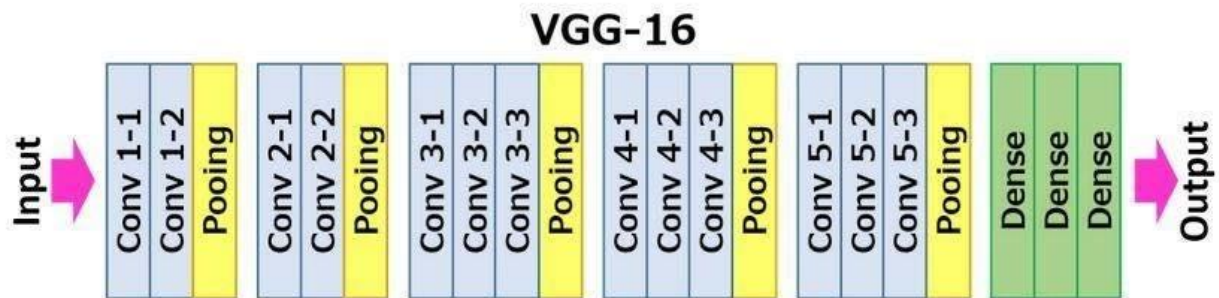 VGG-16
Input
Conv 1-1
Conv 1-2
Pooing
Conv 2-1
Conv 2-2
Pooing
Conv 3-1
Conv 3-2
Conv 3-3
Pooing
Conv 4-1
Conv 4-2
Conv 4-3
Pooing
Conv 5-1
Conv 5-2
Conv 5-3
Pooing
Dense
Dense
Dense
Output